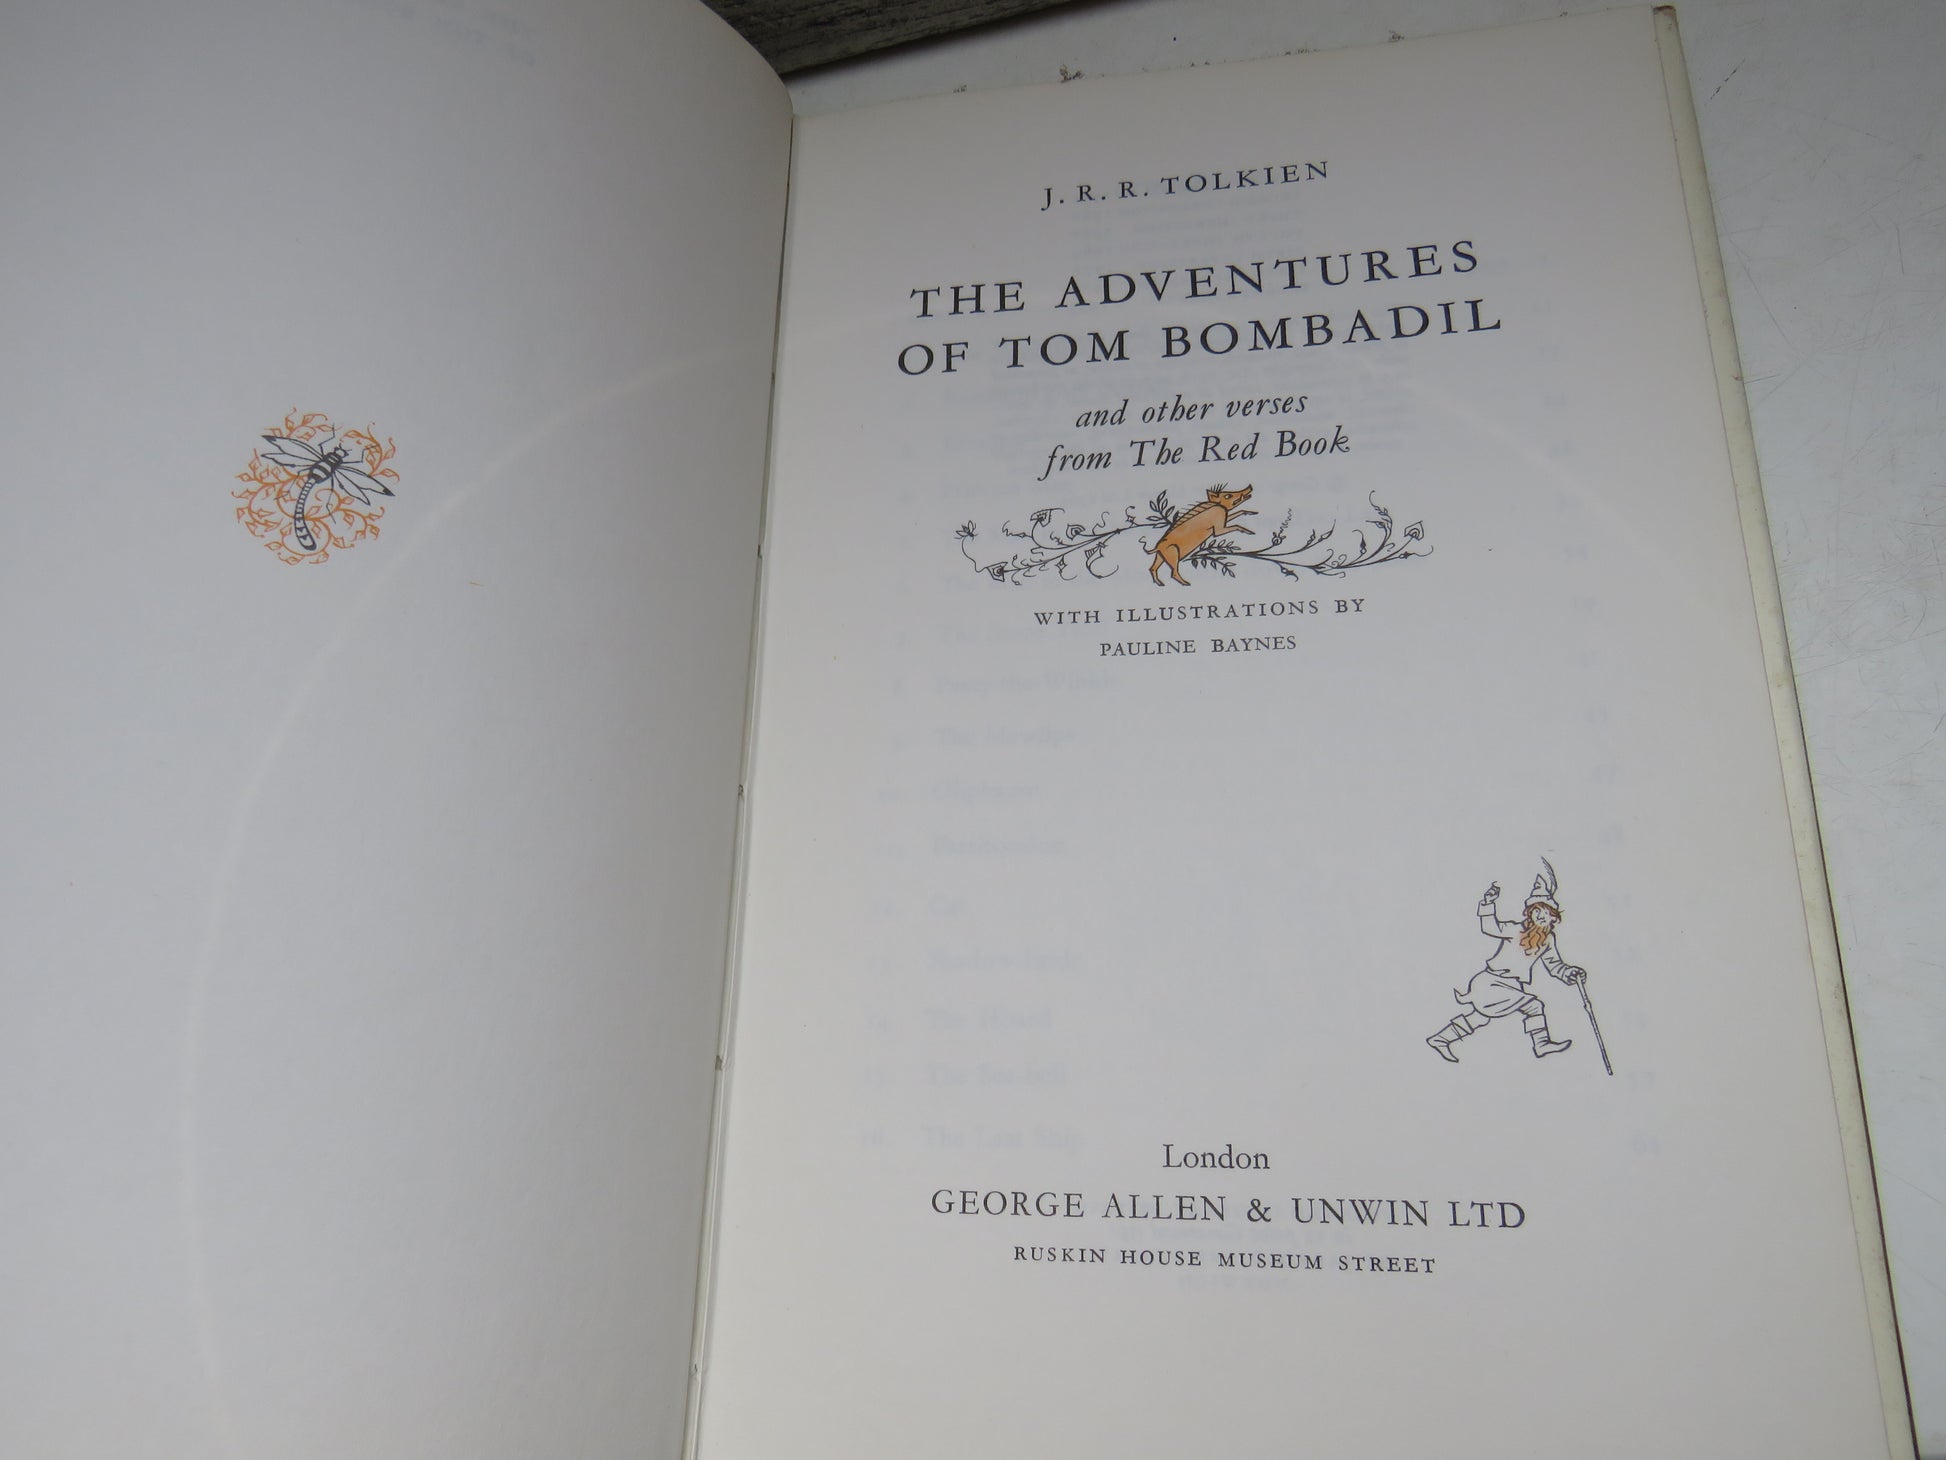 J. R. R. TOLKIEN
THE ADVENTURES
OF TOM BOMBADIL
and other verses
from The Red Book
WITH ILLUSTRATIONS BY
PAULINE BAYNES
London
GEORGE ALLEN & UNWIN LTD
RUSKIN HOUSE MUSEUM STREET